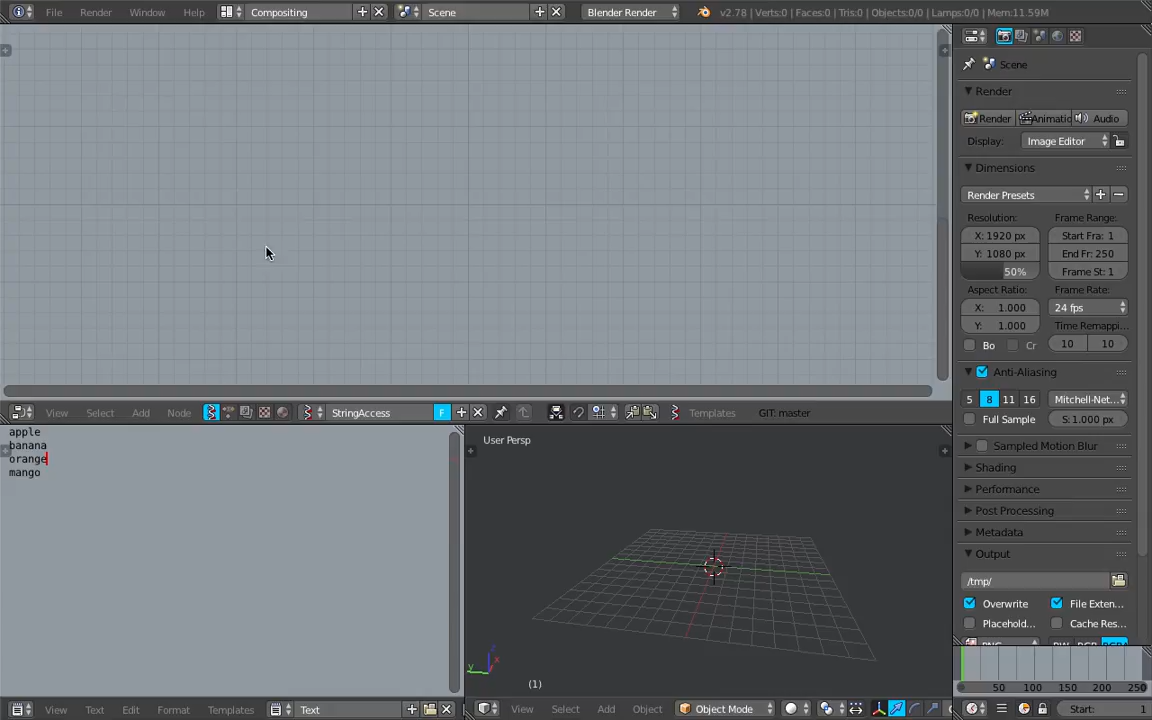 File Render Window Help Compositing Scene Blender Render v2.78 | Verts:0 | Faces:0 | Tris:0 | Objects:0/0 | Lamps:0/0 | Mem:11.59M
Scene
Render
Render Animatic Audio
Display: Image Editor
Dimensions
Render Presets
Resolution: Frame Range:
X: 1920 px Start Fra: 1
Y: 1080 px End Fr: 250
50% Frame St: 1
Aspect Ratio: Frame Rate:
X: 1.000 24 fps
Y: 1.000 Time Remappi...
Bo Cr 10 10
Anti-Aliasing
5 8 11 16 Mitchell-Net...
Full Sample S: 1.000 px
Sampled Motion Blur
Shading
Performance
Post Processing
Metadata
Output
/tmp/
Overwrite File Exten...
Placehold... Cache Res...
50 100 150 200 250
Start: 1
View Select Add Node StringAccess F Templates GIT: master
apple
banana
orange
mango
View Text Edit Format Templates Text
User Persp
z
x
y
(1)
View Select Add Object Object Mode